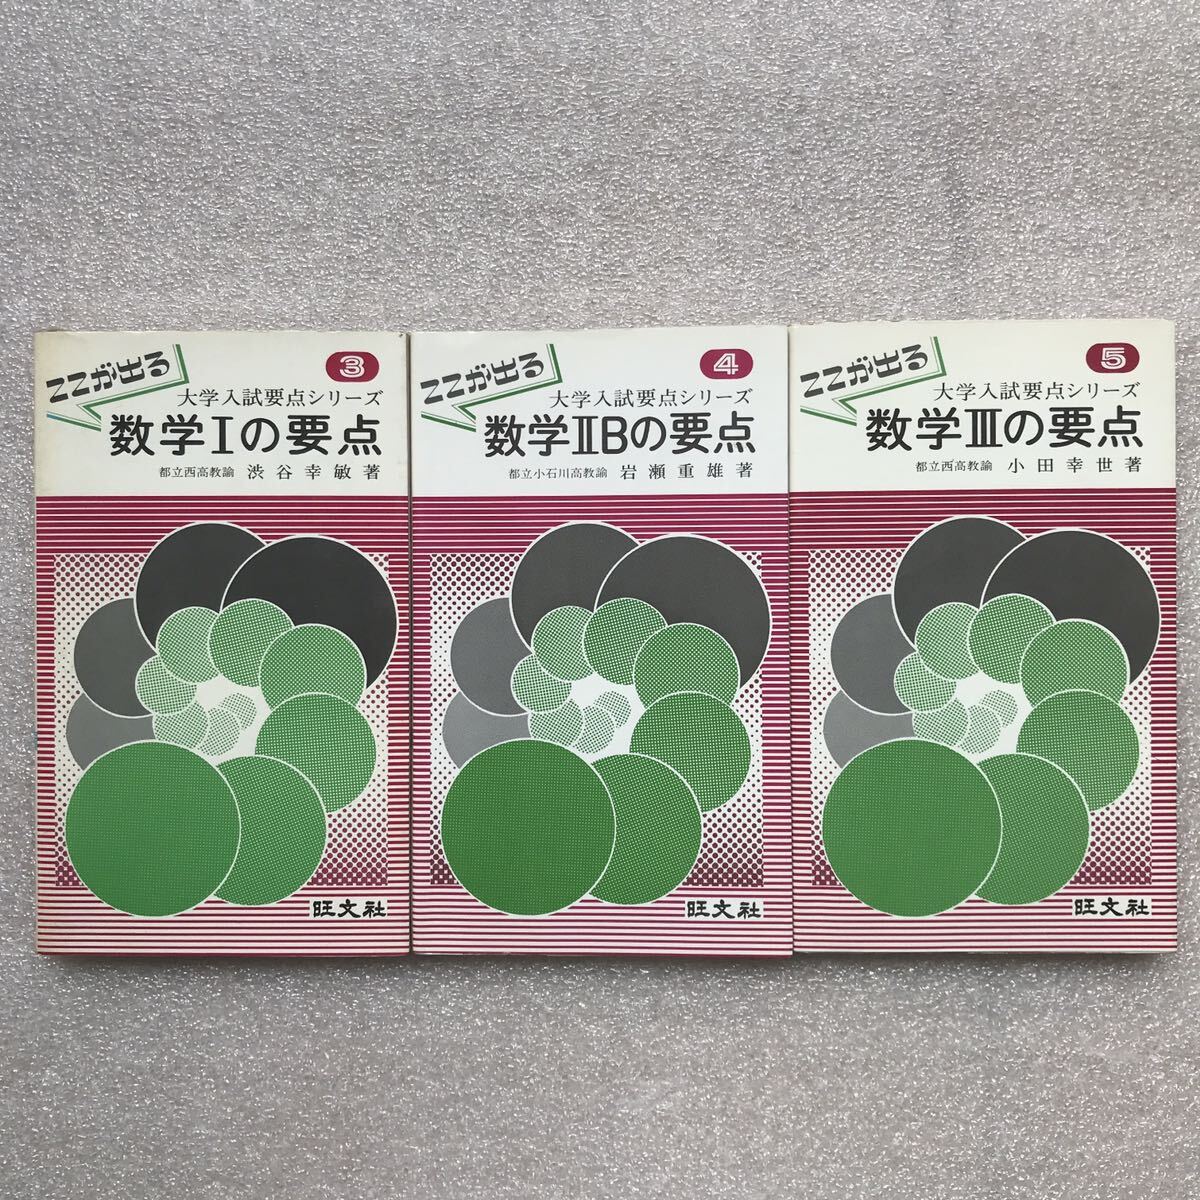 ここが出る
3
大学入試要点シリーズ
数学Iの要点
都立西高教諭 渋谷幸敏著
旺文社
ここが出る
4
大学入試要点シリーズ
数学IIBの要点
都立小石川高教諭 岩瀬重雄著
旺文社
ここが出る
5
大学入試要点シリーズ
数学IIIの要点
都立西高教諭 小田幸世著
旺文社